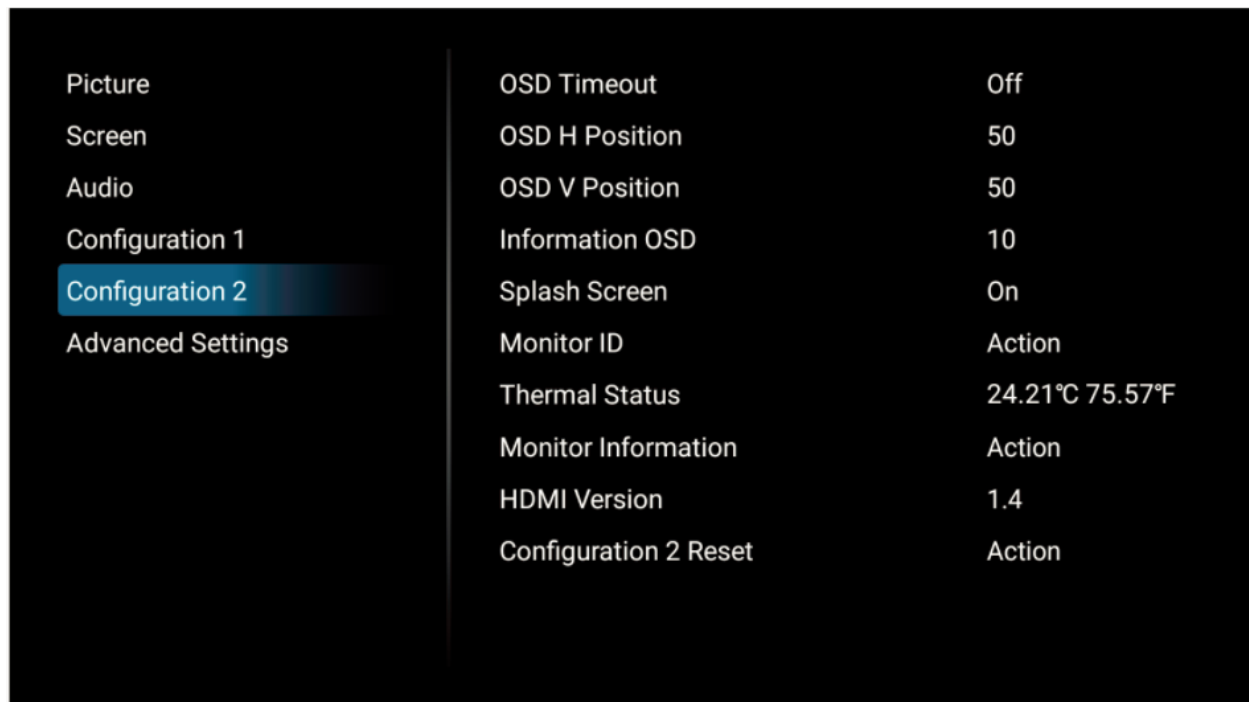 Picture
Screen
Audio
Configuration 1
Configuration 2
Advanced Settings
OSD Timeout Off
OSD H Position 50
OSD V Position 50
Information OSD 10
Splash Screen On
Monitor ID Action
Thermal Status 24.21℃ 75.57℉
Monitor Information Action
HDMI Version 1.4
Configuration 2 Reset Action